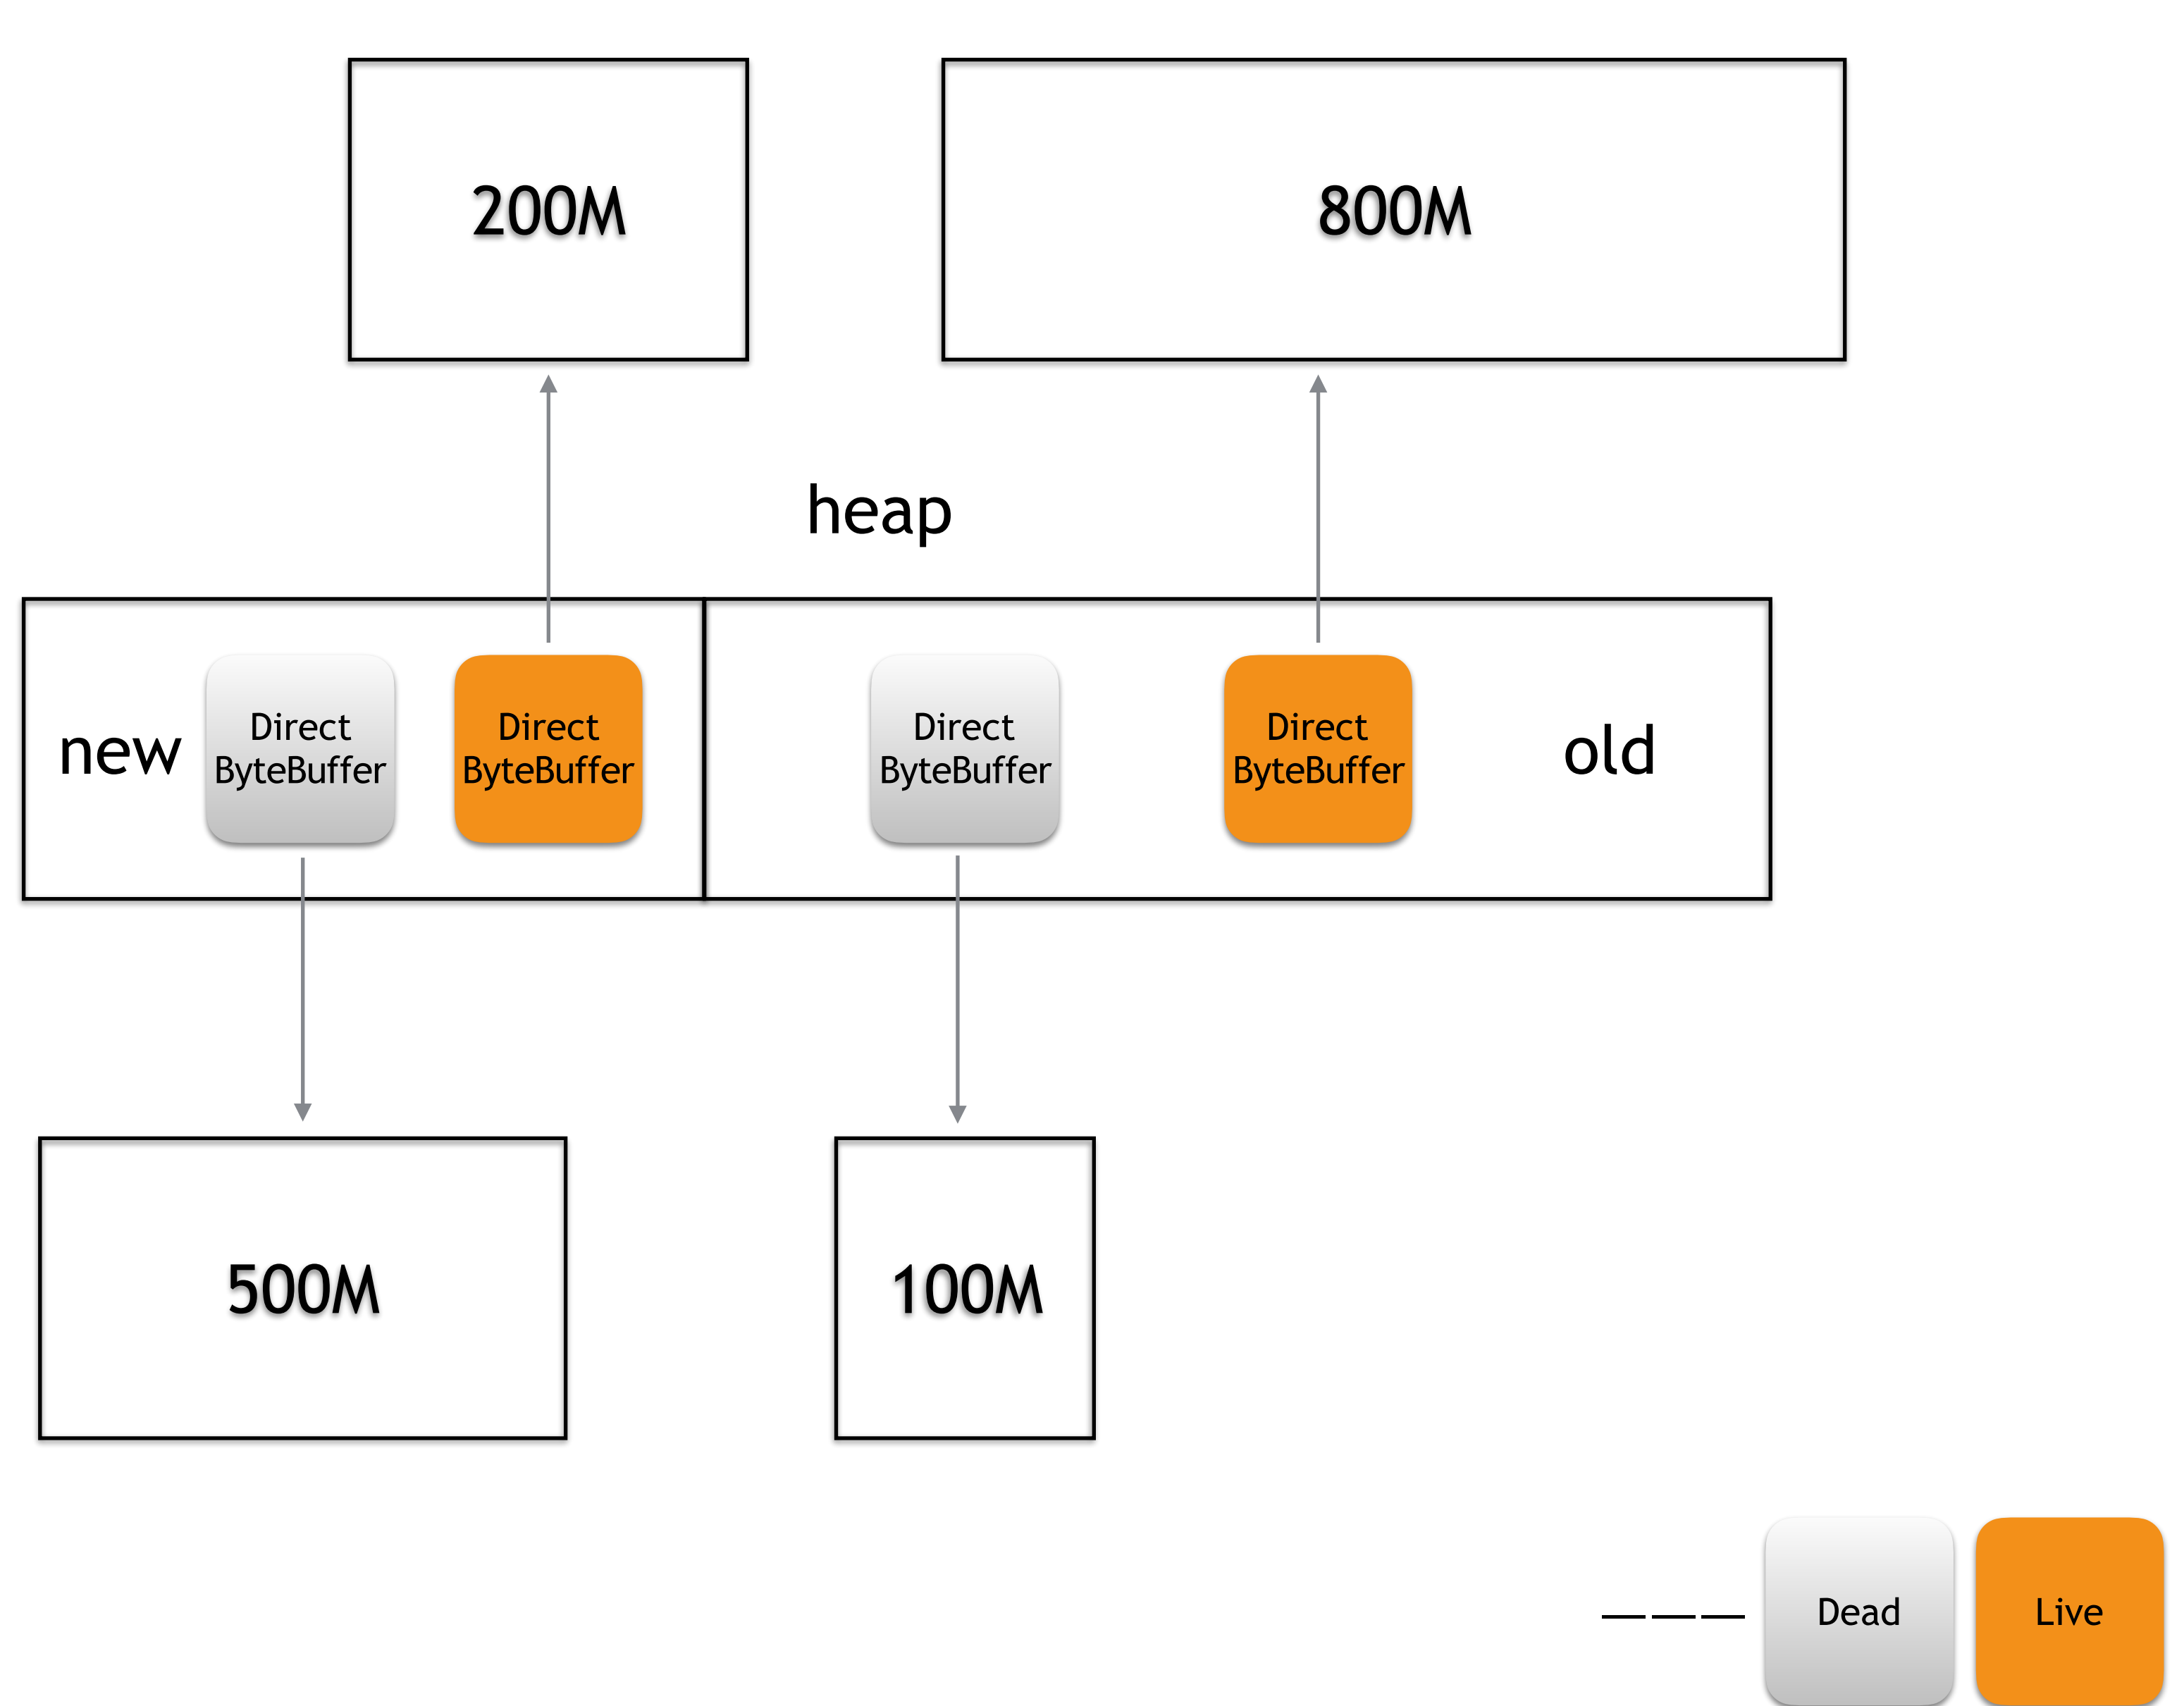 200M
800M
heap
new
Direct
ByteBuffer
Direct
ByteBuffer
Direct
ByteBuffer
Direct
ByteBuffer
old
500M
100M
Dead
Live